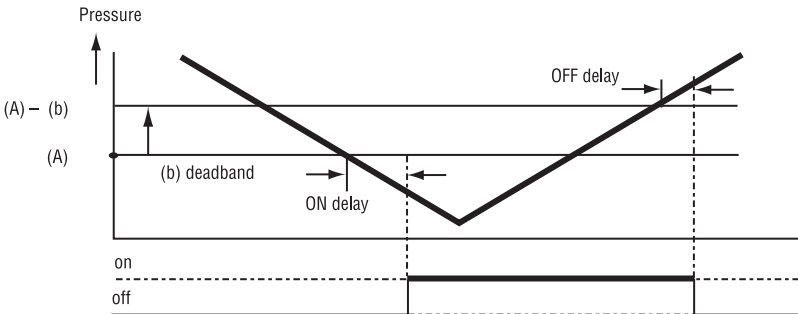 Pressure
OFF delay
(A) – (b)
(A)
(b) deadband
ON delay
on
off